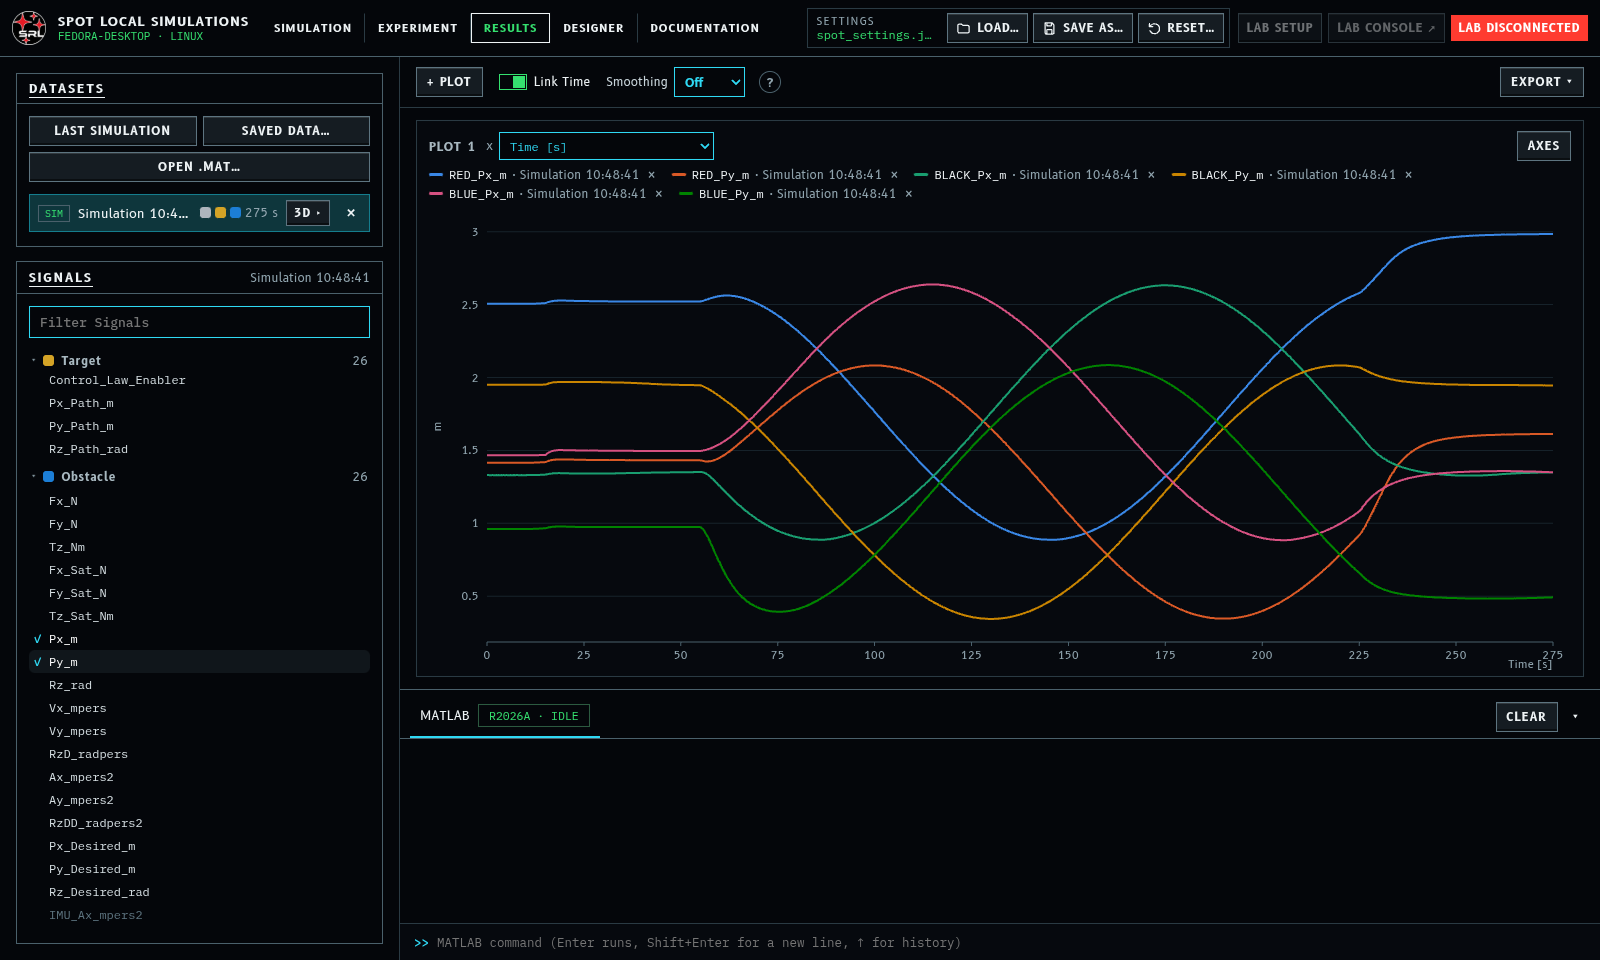 SRL
SPOT LOCAL SIMULATIONS
FEDORA-DESKTOP · LINUX
SIMULATION
EXPERIMENT
RESULTS
DESIGNER
DOCUMENTATION
SETTINGS
spot_settings.j…
LOAD…
SAVE AS…
RESET…
LAB SETUP
LAB CONSOLE ↗
LAB DISCONNECTED
DATASETS
LAST SIMULATION
SAVED DATA…
OPEN .MAT…
SIM Simulation 10:4… 275 s 3D ▸ ×
SIGNALS
Simulation 10:48:41
Filter Signals
Target 26
Control_Law_Enabler
Px_Path_m
Py_Path_m
Rz_Path_rad
Obstacle 26
Fx_N
Fy_N
Tz_Nm
Fx_Sat_N
Fy_Sat_N
Tz_Sat_Nm
✓ Px_m
✓ Py_m
Rz_rad
Vx_mpers
Vy_mpers
RzD_radpers
Ax_mpers2
Ay_mpers2
RzDD_radpers2
Px_Desired_m
Py_Desired_m
Rz_Desired_rad
IMU_Ax_mpers2
+ PLOT
Link Time
Smoothing
Off
?
EXPORT ▾
PLOT 1 X Time [s]
AXES
RED_Px_m · Simulation 10:48:41 ×
RED_Py_m · Simulation 10:48:41 ×
BLACK_Px_m · Simulation 10:48:41 ×
BLACK_Py_m · Simulation 10:48:41 ×
BLUE_Px_m · Simulation 10:48:41 ×
BLUE_Py_m · Simulation 10:48:41 ×
3
2.5
2
1.5
1
0.5
m
0 25 50 75 100 125 150 175 200 225 250 275
Time [s]
MATLAB
R2026A · IDLE
CLEAR
▾
>> MATLAB command (Enter runs, Shift+Enter for a new line, ↑ for history)